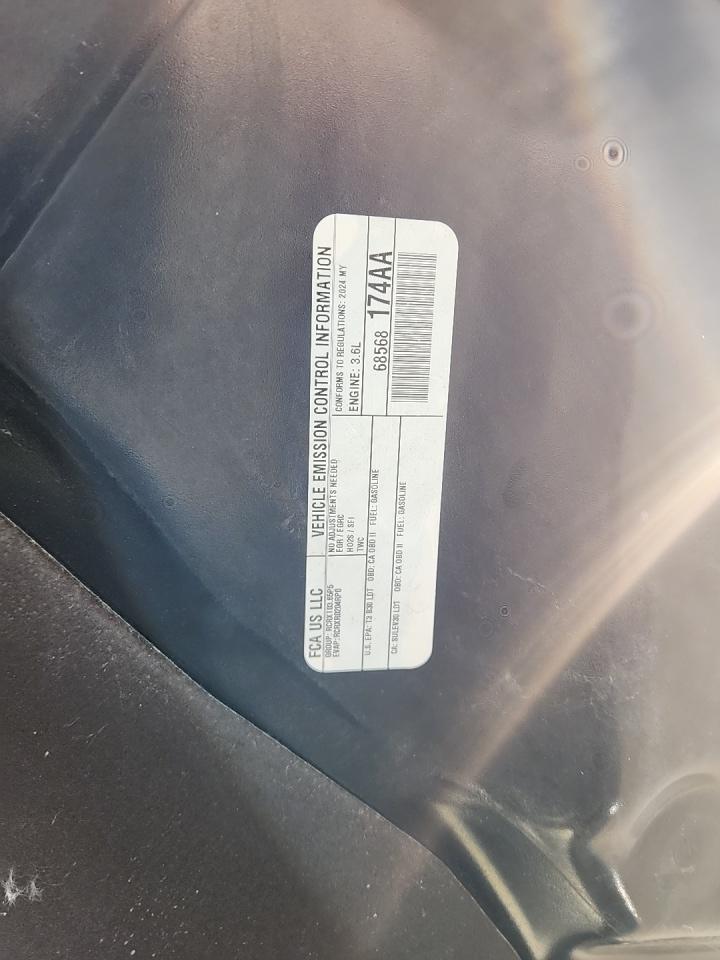 FCA US LLC
VEHICLE EMISSION CONTROL INFORMATION
GROUP:
EVAP:
NO ADJUSTMENTS NEEDED
EGR / EGRC
HO2S / SFI
TWC
CONFORMS TO REGULATIONS: 2024 MY
ENGINE: 3.6L
U.S. EPA: T3 B30 LDT OBD: CA OBD II FUEL: GASOLINE
CA: SULEV30 LDT OBD: CA OBD II FUEL: GASOLINE
68568 174AA